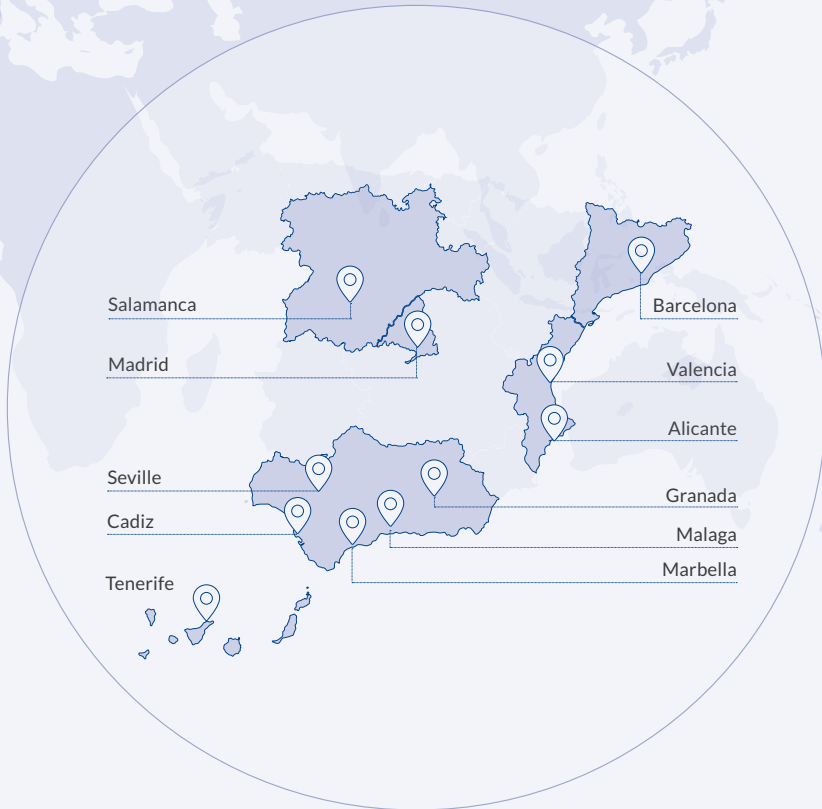 Salamanca
Madrid
Barcelona
Valencia
Alicante
Seville
Cadiz
Tenerife
Granada
Malaga
Marbella